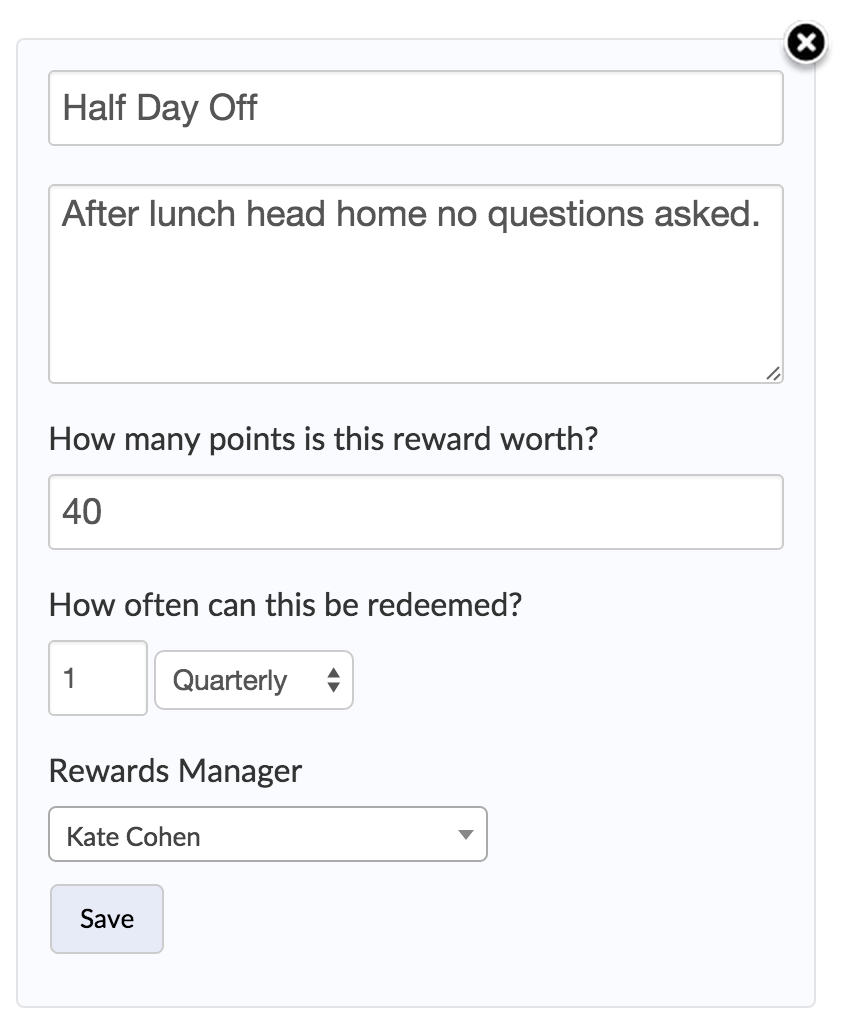 Half Day Off
After lunch head home no questions asked.
How many points is this reward worth?
40
How often can this be redeemed?
1 Quarterly
Rewards Manager
Kate Cohen
Save